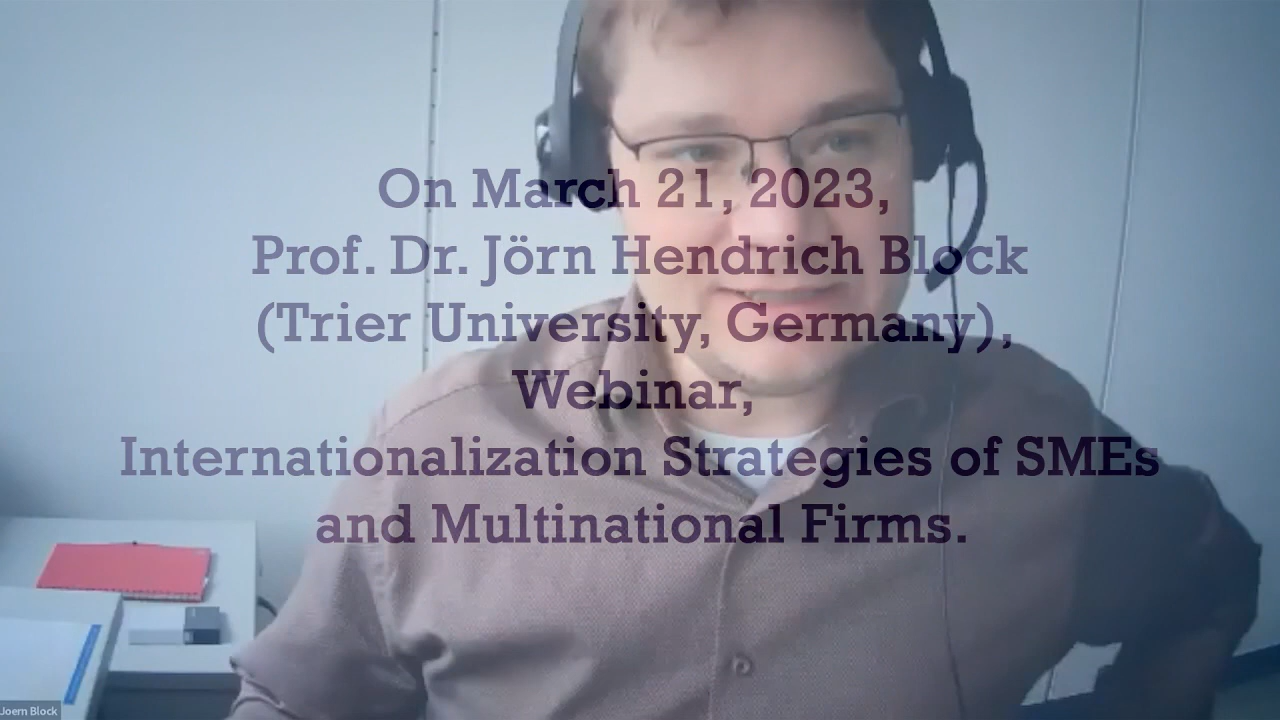 On March 21, 2023,
Prof. Dr. Jörn Hendrich Block
(Trier University, Germany),
Webinar,
Internationalization Strategies of SMEs
and Multinational Firms.
Joern Block